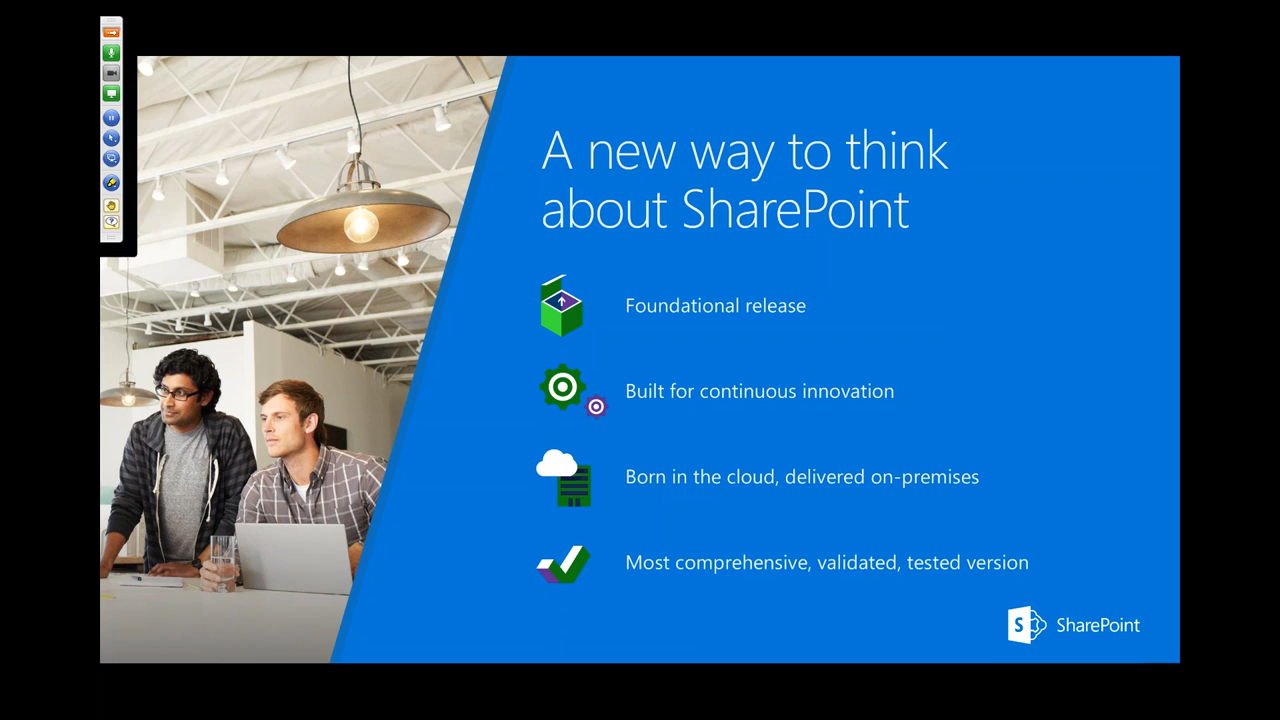 A new way to think
about SharePoint
Foundational release
Built for continuous innovation
Born in the cloud, delivered on-premises
Most comprehensive, validated, tested version
S SharePoint